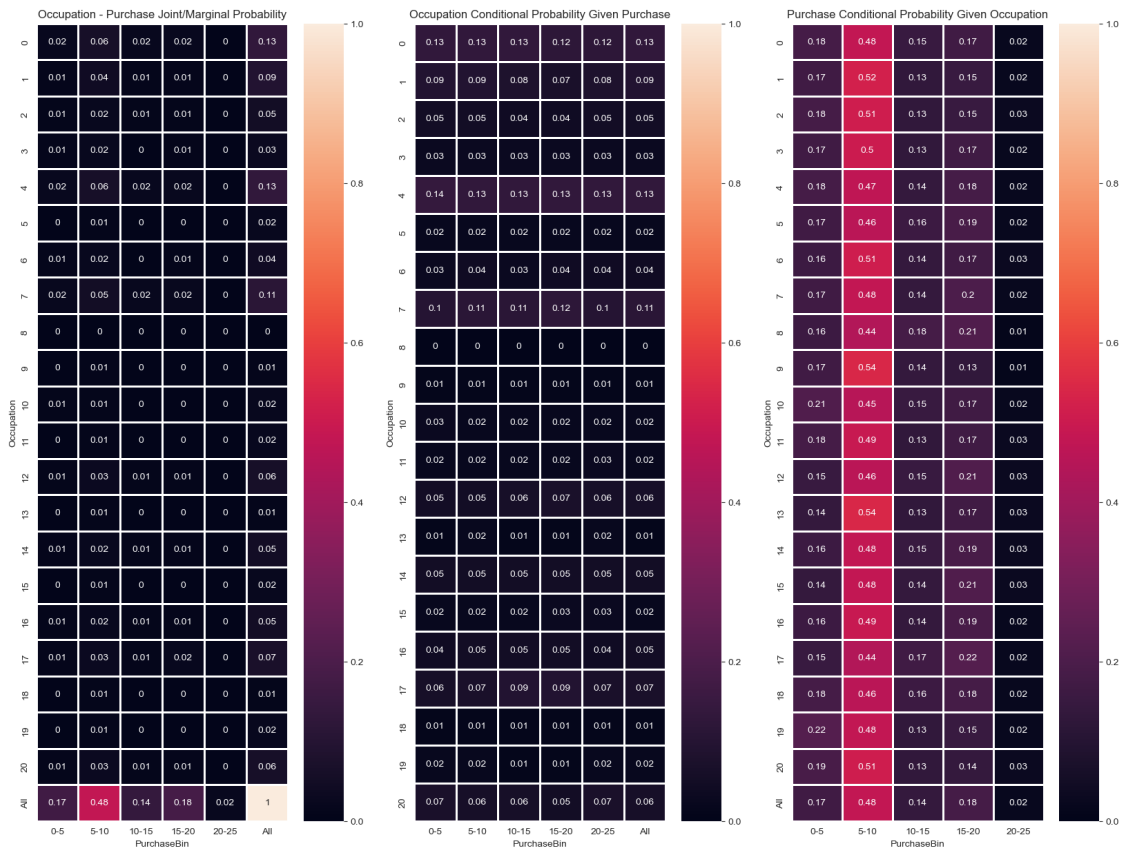 Occupation - Purchase Joint/Marginal Probability
Occupation
0 0.02 0.06 0.02 0.02 0 0.13
1 0.01 0.04 0.01 0.01 0 0.09
2 0.01 0.02 0.01 0.01 0 0.05
3 0.01 0.02 0 0.01 0 0.03
4 0.02 0.06 0.02 0.02 0 0.13
5 0 0.01 0 0 0 0.02
6 0.01 0.02 0 0.01 0 0.04
7 0.02 0.05 0.02 0.02 0 0.11
8 0 0 0 0 0 0
9 0 0.01 0 0 0 0.01
10 0.01 0.01 0 0 0 0.02
11 0 0.01 0 0 0 0.02
12 0.01 0.03 0.01 0.01 0 0.06
13 0 0.01 0 0 0 0.01
14 0.01 0.02 0.01 0.01 0 0.05
15 0 0.01 0 0 0 0.02
16 0.01 0.02 0.01 0.01 0 0.05
17 0.01 0.03 0.01 0.02 0 0.07
18 0 0.01 0 0 0 0.01
19 0 0.01 0 0 0 0.02
20 0.01 0.03 0.01 0.01 0 0.06
All 0.17 0.48 0.14 0.18 0.02 1
0-5 5-10 10-15 15-20 20-25 All
PurchaseBin
1.0
0.8
0.6
0.4
0.2
0.0
Occupation Conditional Probability Given Purchase
Occupation
0 0.13 0.13 0.13 0.12 0.12 0.13
1 0.09 0.09 0.08 0.07 0.08 0.09
2 0.05 0.05 0.04 0.04 0.05 0.05
3 0.03 0.03 0.03 0.03 0.03 0.03
4 0.14 0.13 0.13 0.13 0.13 0.13
5 0.02 0.02 0.02 0.02 0.02 0.02
6 0.03 0.04 0.03 0.04 0.04 0.04
7 0.1 0.11 0.11 0.12 0.1 0.11
8 0 0 0 0 0 0
9 0.01 0.01 0.01 0.01 0.01 0.01
10 0.03 0.02 0.02 0.02 0.02 0.02
11 0.02 0.02 0.02 0.02 0.03 0.02
12 0.05 0.05 0.06 0.07 0.06 0.06
13 0.01 0.02 0.01 0.01 0.02 0.01
14 0.05 0.05 0.05 0.05 0.05 0.05
15 0.02 0.02 0.02 0.03 0.03 0.02
16 0.04 0.05 0.05 0.05 0.04 0.05
17 0.06 0.07 0.09 0.09 0.07 0.07
18 0.01 0.01 0.01 0.01 0.01 0.01
19 0.02 0.02 0.01 0.01 0.02 0.02
20 0.07 0.06 0.06 0.05 0.07 0.06
0-5 5-10 10-15 15-20 20-25 All
PurchaseBin
1.0
0.8
0.6
0.4
0.2
0.0
Purchase Conditional Probability Given Occupation
Occupation
0 0.18 0.48 0.15 0.17 0.02
1 0.17 0.52 0.13 0.15 0.02
2 0.18 0.51 0.13 0.15 0.03
3 0.17 0.5 0.13 0.17 0.02
4 0.18 0.47 0.14 0.18 0.02
5 0.17 0.46 0.16 0.19 0.02
6 0.16 0.51 0.14 0.17 0.03
7 0.17 0.48 0.14 0.2 0.02
8 0.16 0.44 0.18 0.21 0.01
9 0.17 0.54 0.14 0.13 0.01
10 0.21 0.45 0.15 0.17 0.02
11 0.18 0.49 0.13 0.17 0.03
12 0.15 0.46 0.15 0.21 0.03
13 0.14 0.54 0.13 0.17 0.03
14 0.16 0.48 0.15 0.19 0.03
15 0.14 0.48 0.14 0.21 0.03
16 0.16 0.49 0.14 0.19 0.02
17 0.15 0.44 0.17 0.22 0.02
18 0.18 0.46 0.16 0.18 0.02
19 0.22 0.48 0.13 0.15 0.02
20 0.19 0.51 0.13 0.14 0.03
All 0.17 0.48 0.14 0.18 0.02
0-5 5-10 10-15 15-20 20-25
PurchaseBin
1.0
0.8
0.6
0.4
0.2
0.0